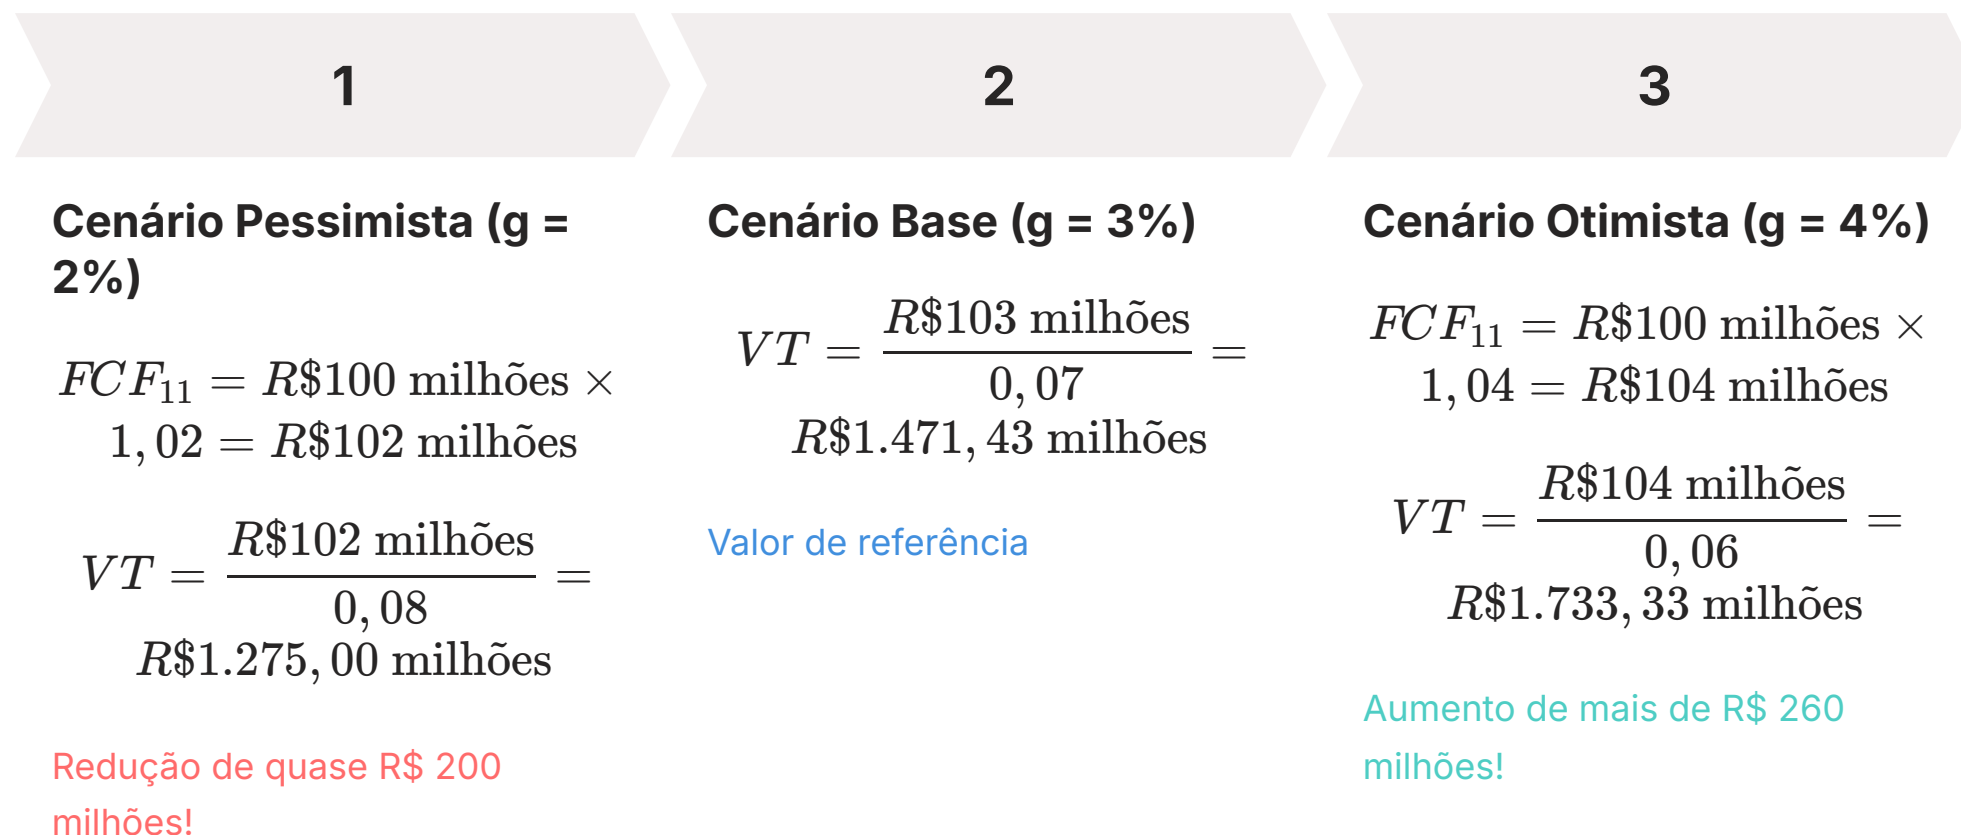 1
Cenário Pessimista (g =
2%)
FCF₁₁ = R$100 milhões ×
1, 02 = R$102 milhões
VT = R$102 milhões / 0, 08 =
R$1.275, 00 milhões
Redução de quase R$ 200
milhões!
2
Cenário Base (g = 3%)
VT = R$103 milhões / 0, 07 =
R$1.471, 43 milhões
Valor de referência
3
Cenário Otimista (g = 4%)
FCF₁₁ = R$100 milhões ×
1, 04 = R$104 milhões
VT = R$104 milhões / 0, 06 =
R$1.733, 33 milhões
Aumento de mais de R$ 260
milhões!